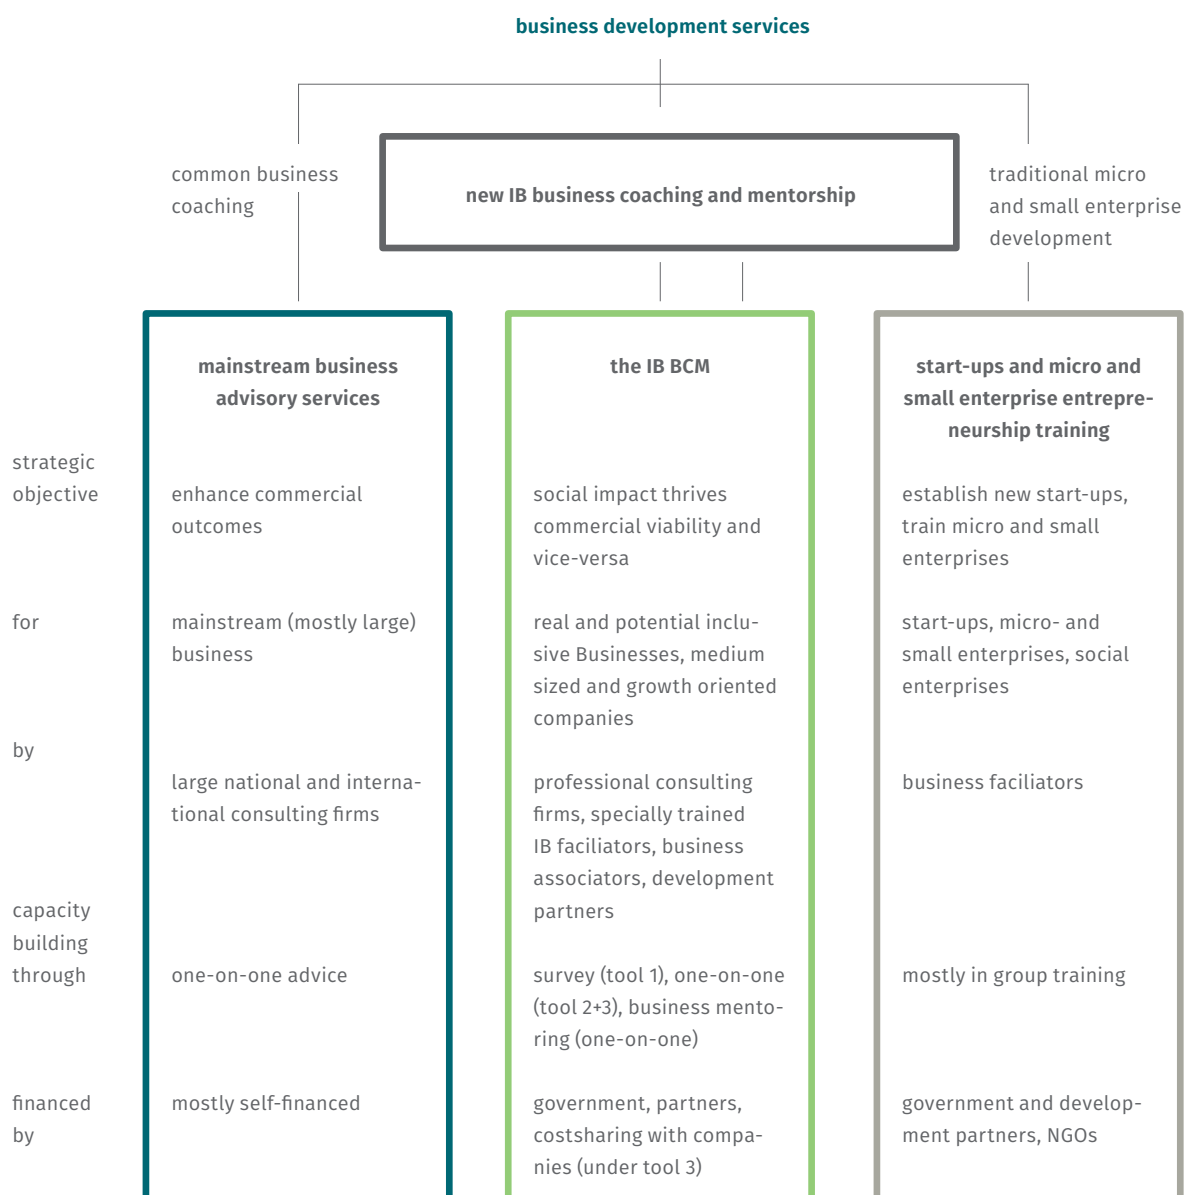 business development services
common business
coaching
new IB business coaching and mentorship
traditional micro
and small enterprise
development
mainstream business
advisory services
the IB BCM
start-ups and micro and
small enterprise entrepre-
neurship training
strategic
objective
enhance commercial
outcomes
social impact thrives
commercial viability and
vice-versa
establish new start-ups,
train micro and small
enterprises
for
mainstream (mostly large)
business
real and potential inclu-
sive Businesses, medium
sized and growth oriented
companies
start-ups, micro- and
small enterprises, social
enterprises
by
large national and interna-
tional consulting firms
professional consulting
firms, specially trained
IB faciliators, business
associators, development
partners
business faciliators
capacity
building
through
one-on-one advice
survey (tool 1), one-on-one
(tool 2+3), business mento-
ring (one-on-one)
mostly in group training
financed
by
mostly self-financed
government, partners,
costsharing with compa-
nies (under tool 3)
government and develop-
ment partners, NGOs